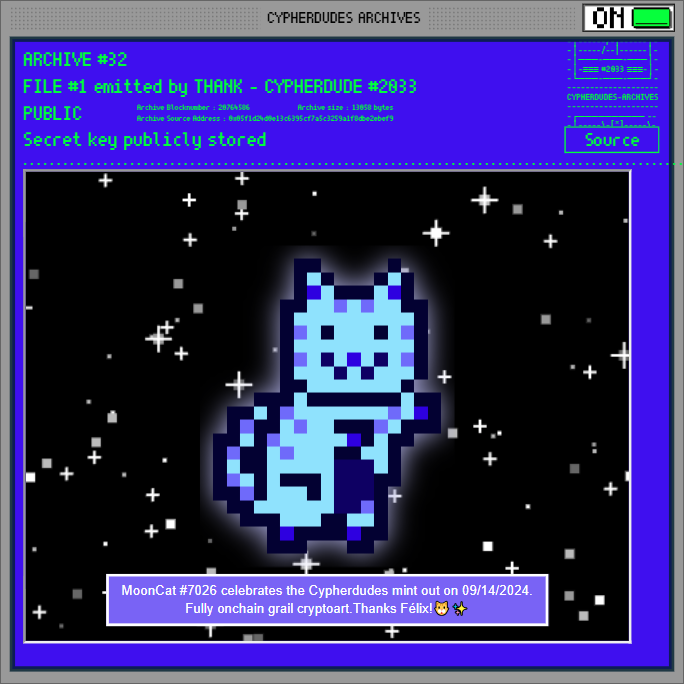 CYPHERDUDES ARCHIVES
ON
ARCHIVE #32
FILE #1 emitted by THANK - CYPHERDUDE #2033
PUBLIC
Archive Blocknumber : 20764586
Archive size : 13058 bytes
Archive Source Address :
Secret key publicly stored
#2033
CYPHERDUDES-ARCHIVES
Source
MoonCat #7026 celebrates the Cypherdudes mint out on 09/14/2024.
Fully onchain grail cryptoart.Thanks Félix!🐱✨